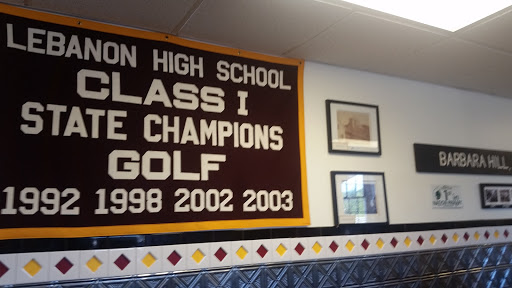 LEBANON HIGH SCHOOL
CLASS I
STATE CHAMPIONS
GOLF
1992 1998 2002 2003
BARBARA HILL